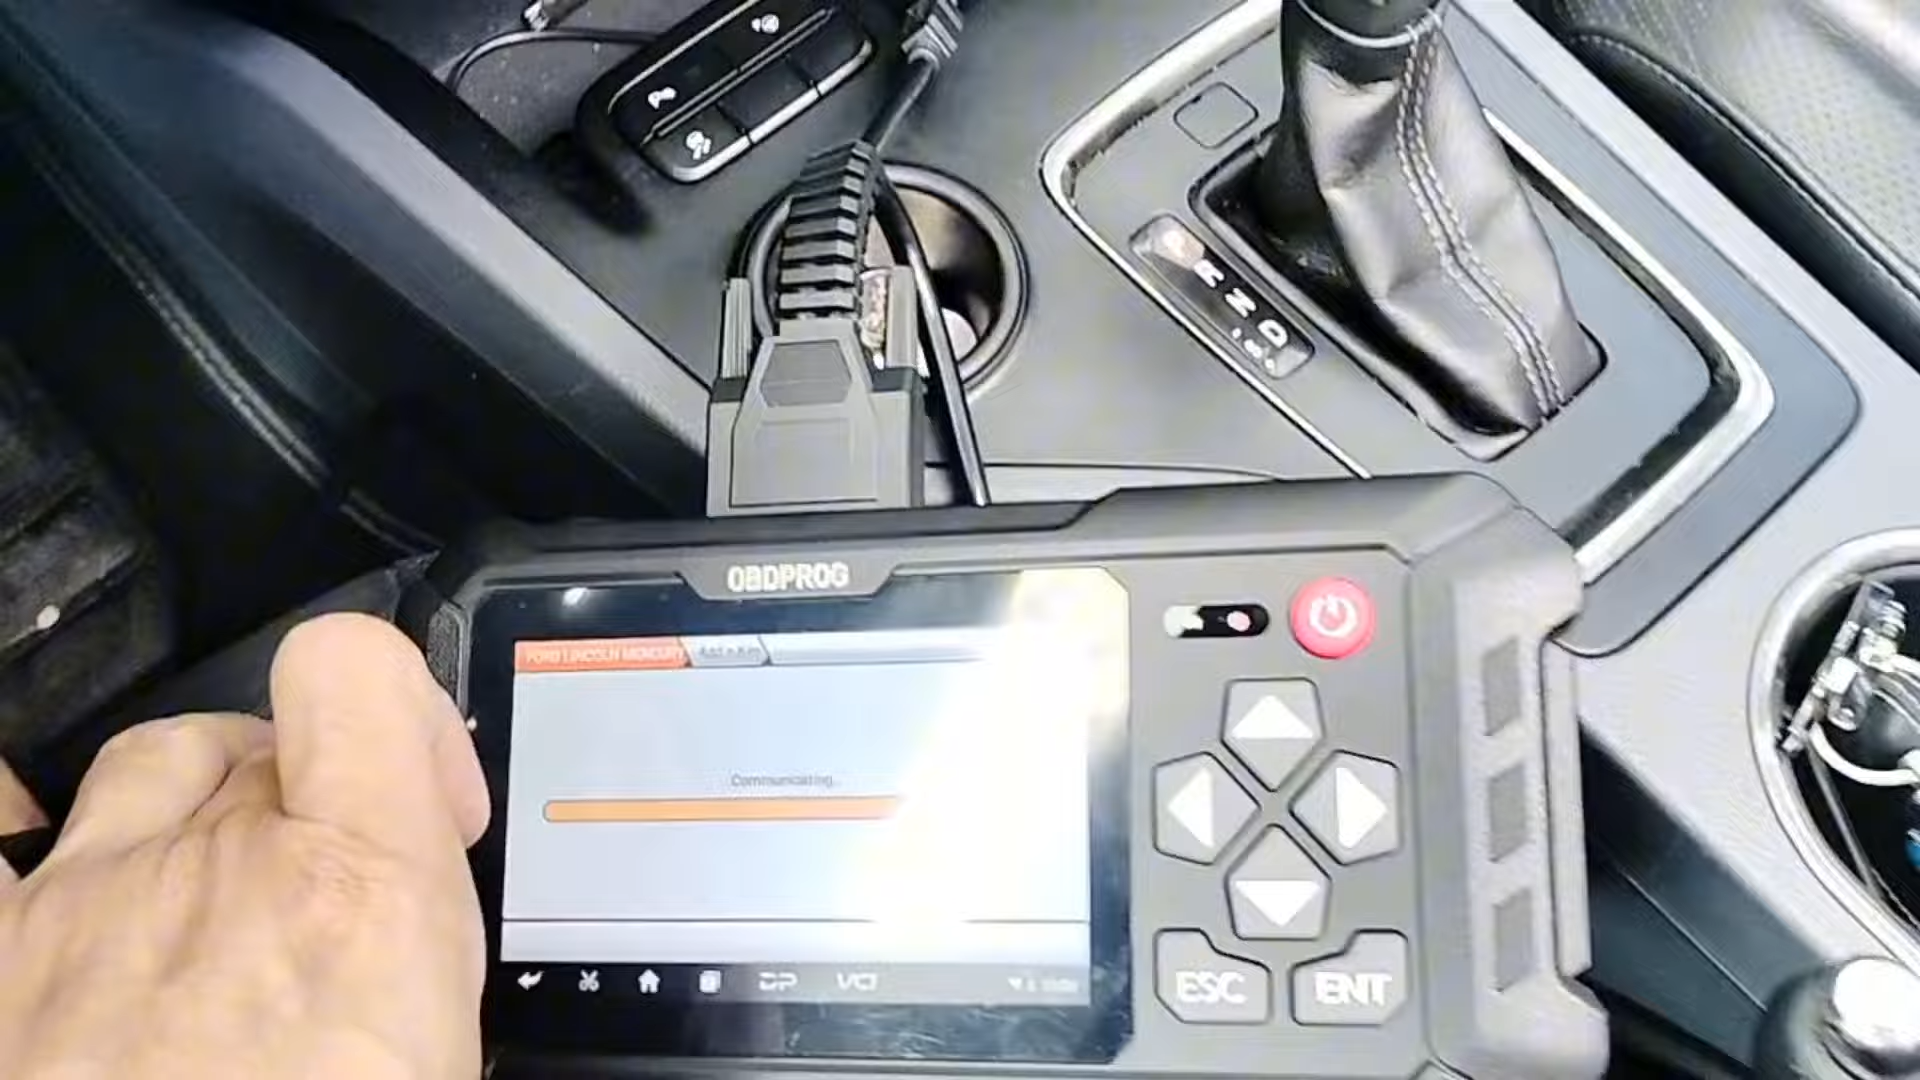 R
N
D
OBDPROG
FORD LINCOLN MERCURY
Communicating...
DP VCI
ESC ENT